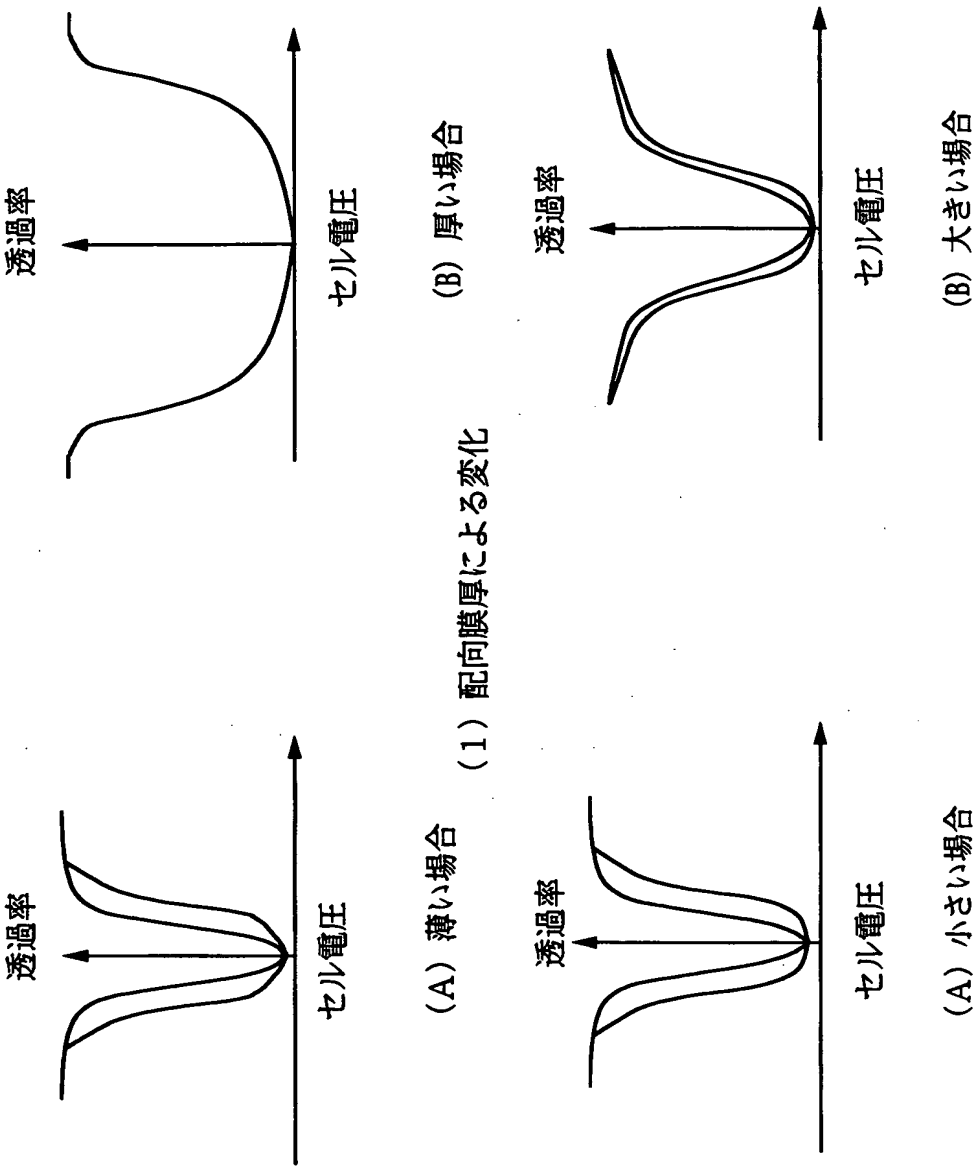 透過率
セル電圧
(A) 薄い場合
透過率
セル電圧
(B) 厚い場合
(1) 配向膜厚による変化
透過率
セル電圧
(A) 小さい場合
透過率
セル電圧
(B) 大きい場合